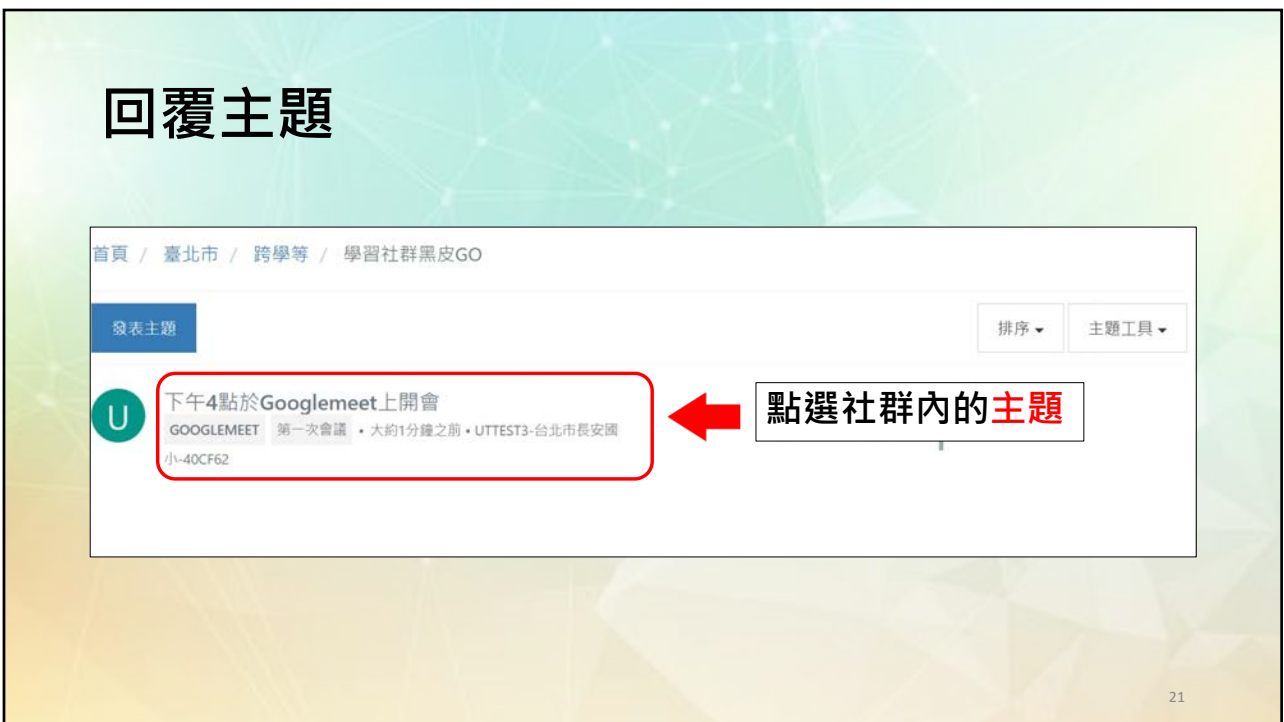 回覆主題
首頁 / 臺北市 / 跨學等 / 學習社群黑皮GO
發表主題 排序 主題工具
U
下午4點於Googlemeet上開會
GOOGLEMEET 第一次會議 • 大約1分鐘之前 • UTTEST3-台北市長安國
小-40CF62
點選社群內的主題
21